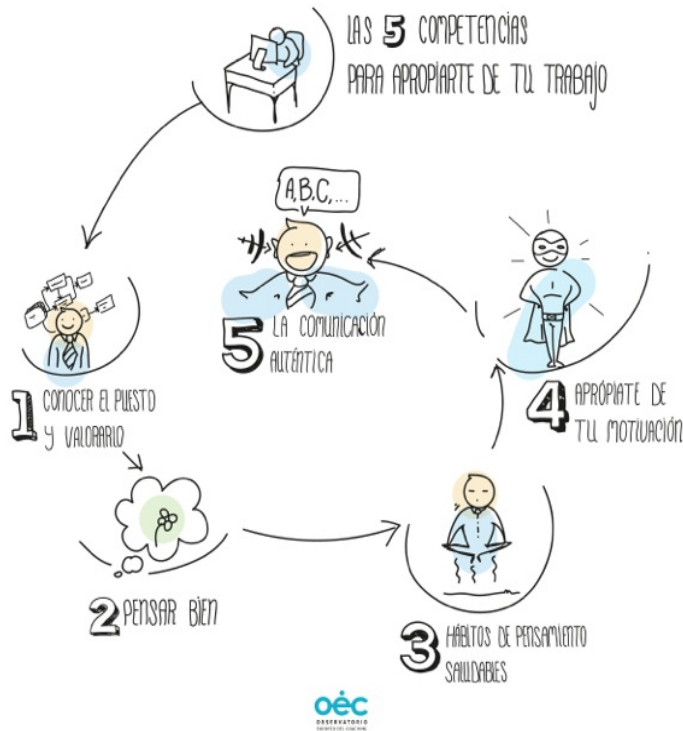 LAS 5 COMPETENCIAS
PARA APROPIARTE DE TU TRABAJO
A,B,C,...
1 CONOCER EL PUESTO
Y VALORARLO
2 PENSAR BIEN
3 HÁBITOS DE PENSAMIENTO
SALUDABLES
4 APRÓPIATE DE
TU MOTIVACIÓN
5 LA COMUNICACIÓN
AUTÉNTICA
oéc
OBSERVATORIO